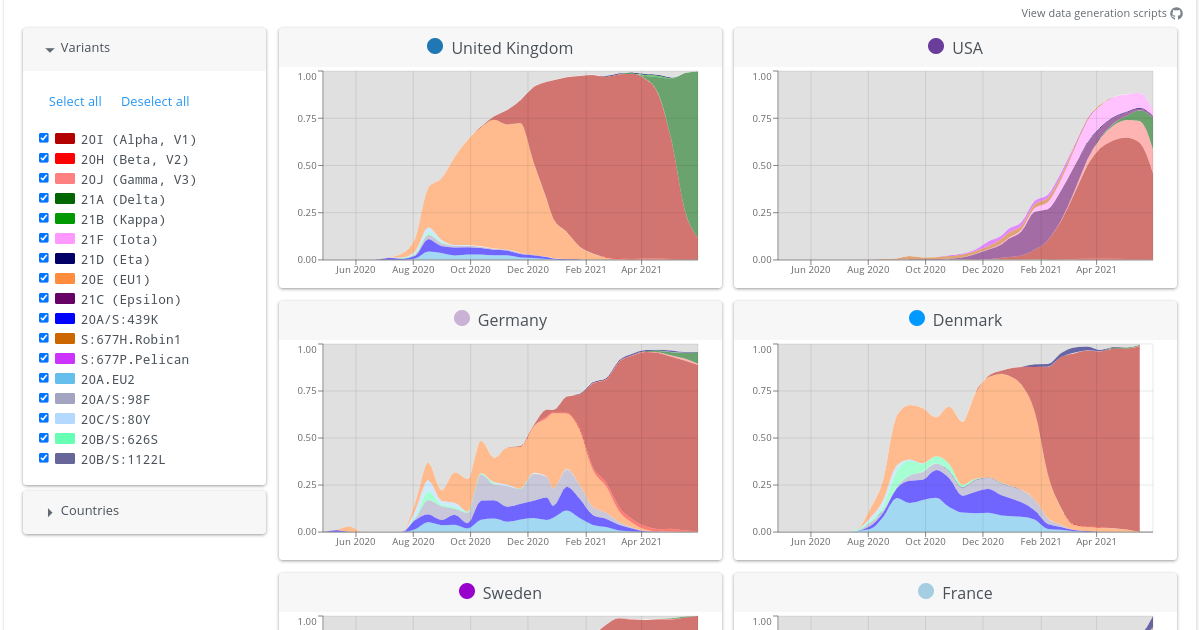 View data generation scripts
Variants
Select all Deselect all
20I (Alpha, V1)
20H (Beta, V2)
20J (Gamma, V3)
21A (Delta)
21B (Kappa)
21F (Iota)
21D (Eta)
20E (EU1)
21C (Epsilon)
20A/S:439K
S:677H.Robin1
S:677P.Pelican
20A.EU2
20A/S:98F
20C/S:80Y
20B/S:626S
20B/S:1122L
Countries
United Kingdom
1.00
0.75
0.50
0.25
0.00
Jun 2020 Aug 2020 Oct 2020 Dec 2020 Feb 2021 Apr 2021
USA
1.00
0.75
0.50
0.25
0.00
Jun 2020 Aug 2020 Oct 2020 Dec 2020 Feb 2021 Apr 2021
Germany
1.00
0.75
0.50
0.25
0.00
Jun 2020 Aug 2020 Oct 2020 Dec 2020 Feb 2021 Apr 2021
Denmark
1.00
0.75
0.50
0.25
0.00
Jun 2020 Aug 2020 Oct 2020 Dec 2020 Feb 2021 Apr 2021
Sweden
1.00
France
1.00